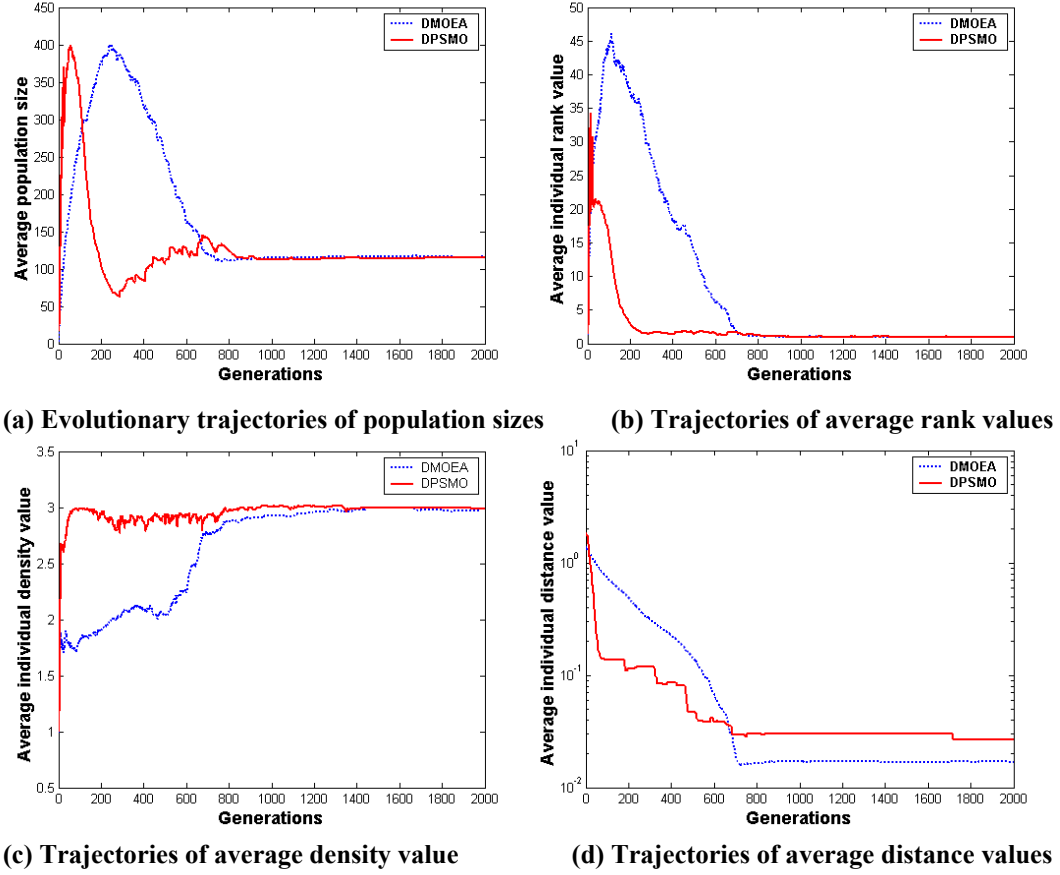 DMOEA
DPSMO
Average population size
450
400
350
300
250
200
150
100
50
0
0 200 400 600 800 1000 1200 1400 1600 1800 2000
Generations
(a) Evolutionary trajectories of population sizes
DMOEA
DPSMO
Average individual rank value
50
45
40
35
30
25
20
15
10
5
0
0 200 400 600 800 1000 1200 1400 1600 1800 2000
Generations
(b) Trajectories of average rank values
DMOEA
DPSMO
Average individual density value
3.5
3
2.5
2
1.5
1
0.5
0 200 400 600 800 1000 1200 1400 1600 1800 2000
Generations
(c) Trajectories of average density value
DMOEA
DPSMO
Average individual distance value
10^1
10^0
10^-1
10^-2
0 200 400 600 800 1000 1200 1400 1600 1800 2000
Generations
(d) Trajectories of average distance values